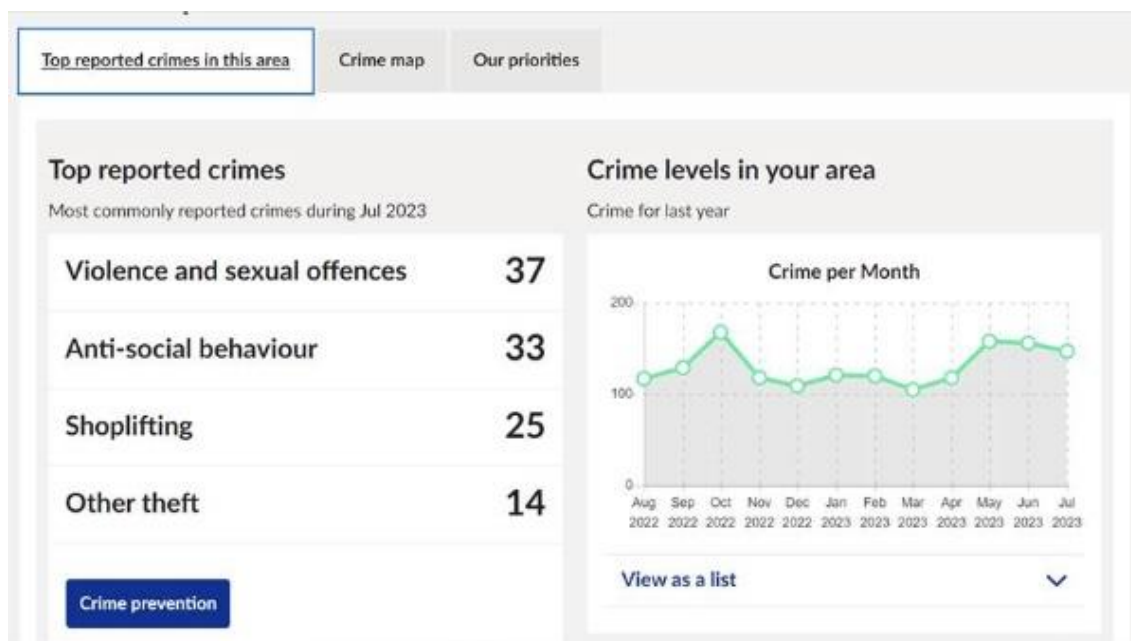 Top reported crimes in this area
Crime map
Our priorities
Top reported crimes
Most commonly reported crimes during Jul 2023
Violence and sexual offences 37
Anti-social behaviour 33
Shoplifting 25
Other theft 14
Crime prevention
Crime levels in your area
Crime for last year
Crime per Month
200
100
0
Aug Sep Oct Nov Dec Jan Feb Mar Apr May Jun Jul
2022 2022 2022 2022 2022 2023 2023 2023 2023 2023 2023 2023
View as a list